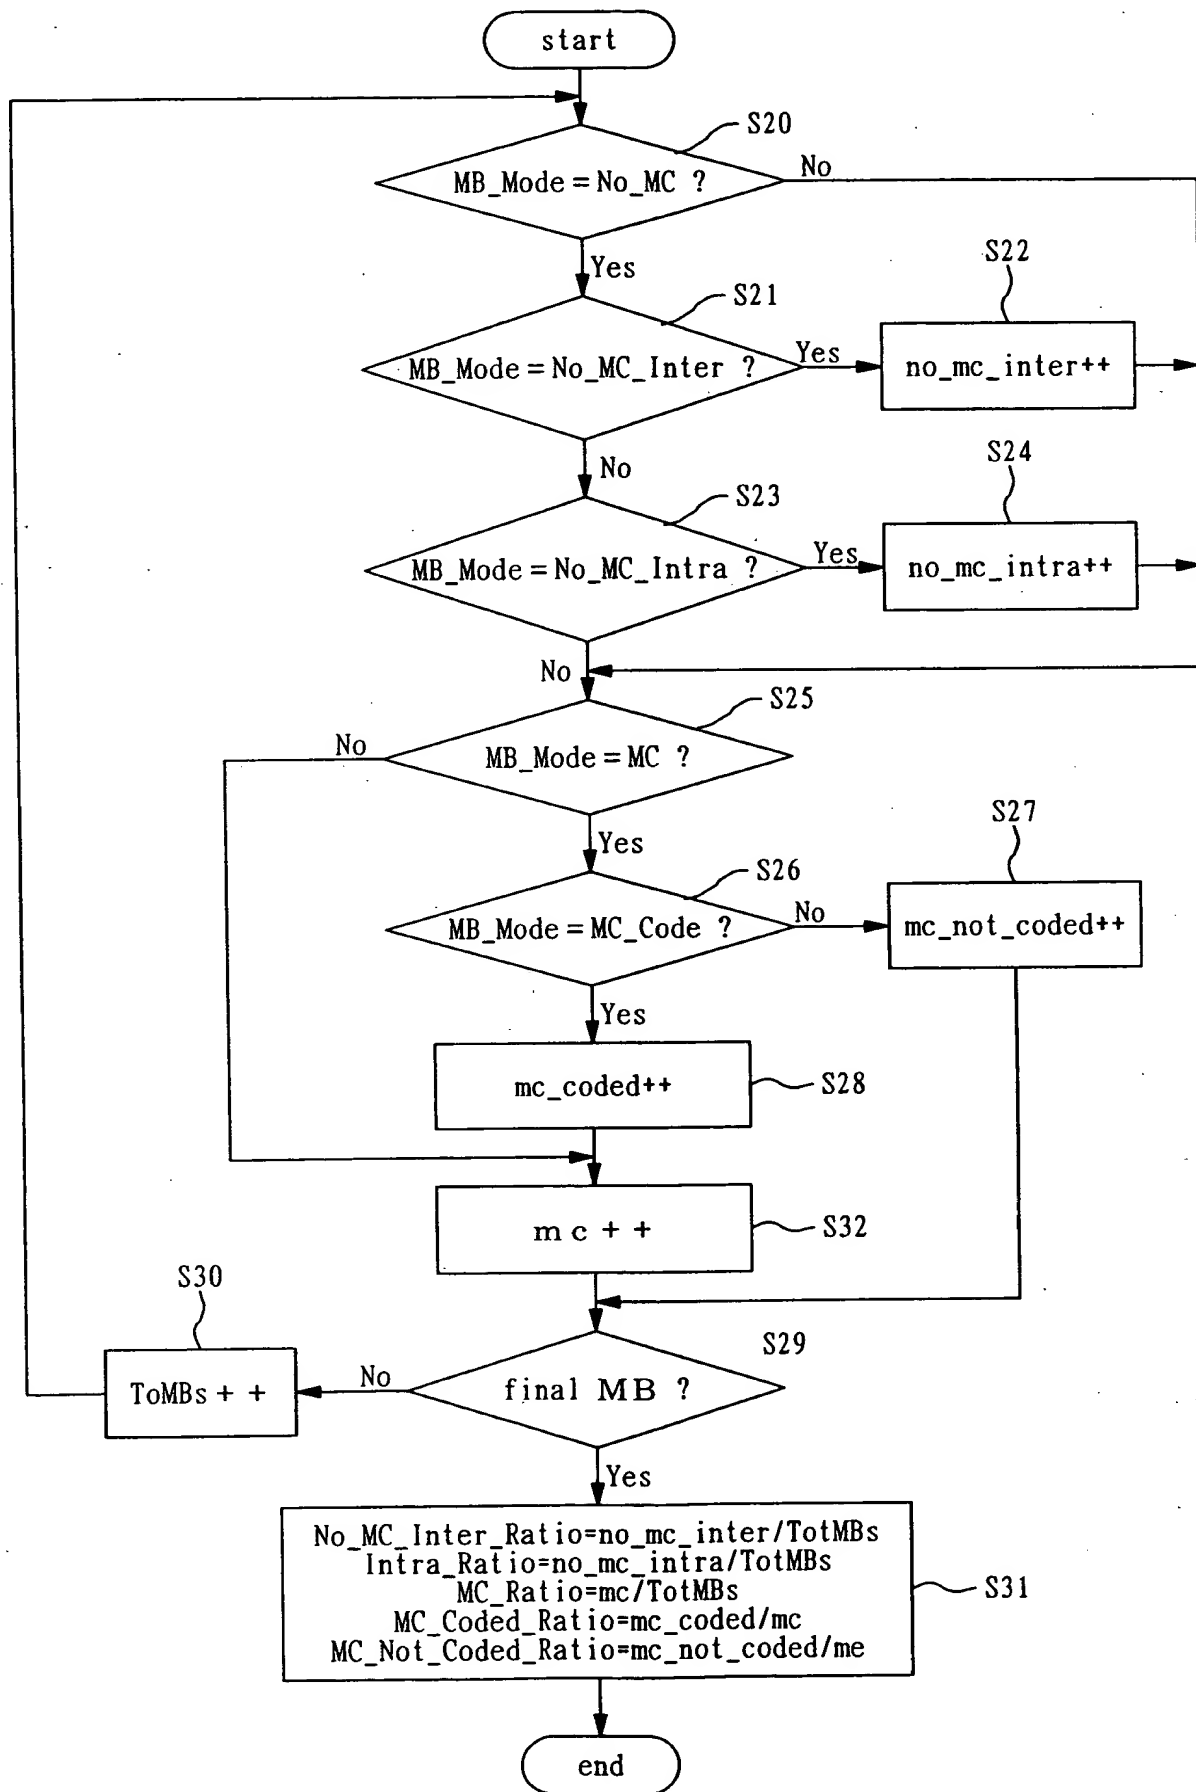 start
S20
MB_Mode=No_MC ?
No
Yes
S21
S22
MB_Mode=No_MC_Inter ?
Yes
no_mc_inter++
No
S23
S24
MB_Mode=No_MC_Intra ?
Yes
no_mc_intra++
No
S25
MB_Mode=MC ?
No
Yes
S26
S27
MB_Mode=MC_Code ?
No
mc_not_coded++
Yes
mc_coded++
S28
mc++
S32
S30
S29
final MB ?
No
ToMBs++
Yes
No_MC_Inter_Ratio=no_mc_inter/TotMBs
Intra_Ratio=no_mc_intra/TotMBs
MC_Ratio=mc/TotMBs
MC_Coded_Ratio=mc_coded/mc
MC_Not_Coded_Ratio=mc_not_coded/me
S31
end